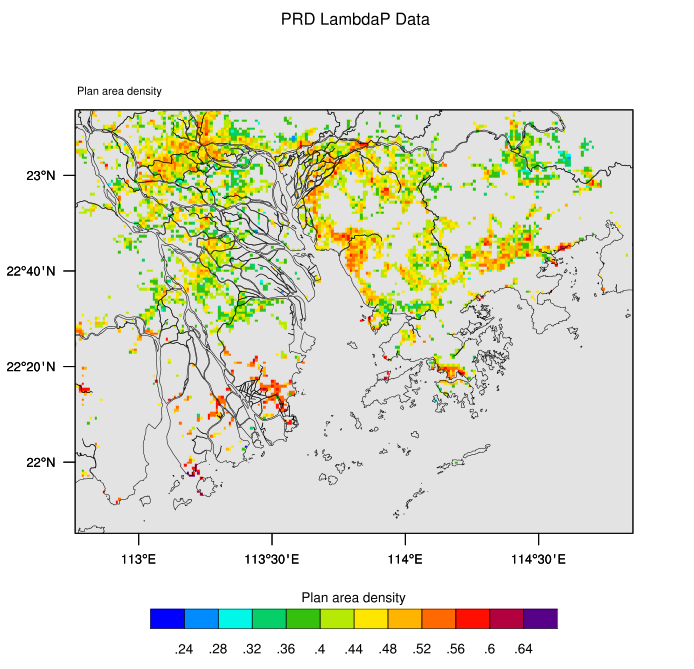 PRD LambdaP Data
Plan area density
23°N
22°40'N
22°20'N
22°N
113°E
113°30'E
114°E
114°30'E
Plan area density
.24 .28 .32 .36 .4 .44 .48 .52 .56 .6 .64